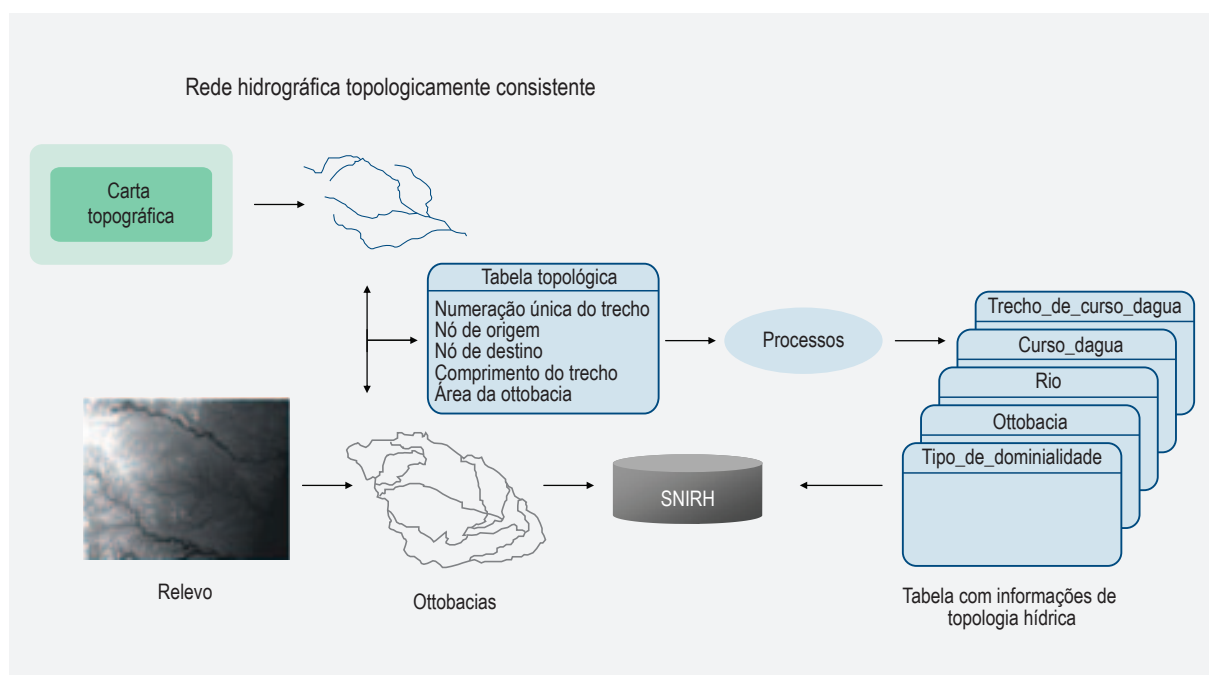 Rede hidrográfica topologicamente consistente
Carta
topográfica
Tabela topológica
Numeração única do trecho
Nó de origem
Nó de destino
Comprimento do trecho
Área da ottobacia
Processos
Trecho_de_curso_dagua
Curso_dagua
Rio
Ottobacia
Tipo_de_dominialidade
SNIRH
Relevo
Ottobacias
Tabela com informações de
topologia hídrica